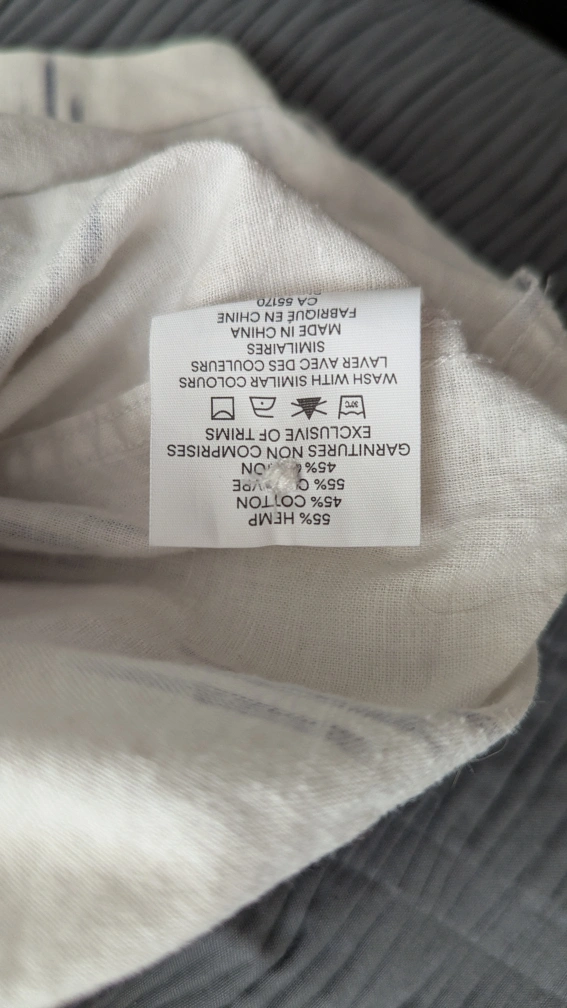 55% HEMP
45% COTTON
55%
45%
GARNITURES NON COMPRISES
EXCLUSIVE OF TRIMS
30°C
WASH WITH SIMILAR COLOURS
LAVER AVEC DES COULEURS
SIMILAIRES
MADE IN CHINA
FABRIQUÉ EN CHINE
CA 55170